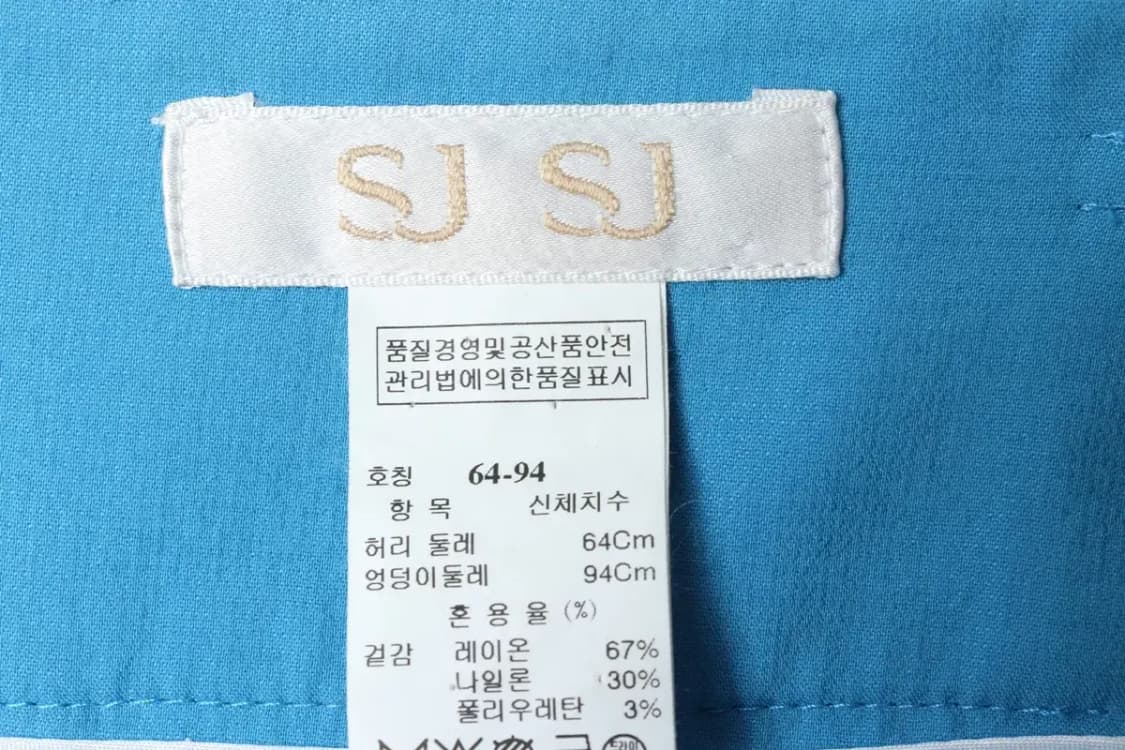 SJ SJ
품질경영및공산품안전
관리법에의한품질표시
호칭 64-94
항 목 신체치수
허리 둘레 64Cm
엉덩이둘레 94Cm
혼 용 율 (%)
겉감 레이온 67%
나일론 30%
폴리우레탄 3%
드라이